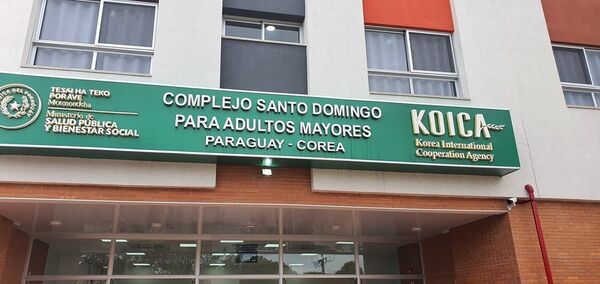 TESAI HA TEKO
PORÃVE
Motenondeha
Ministerio de
SALUD PÚBLICA
Y BIENESTAR SOCIAL
COMPLEJO SANTO DOMINGO
PARA ADULTOS MAYORES
PARAGUAY - COREA
KOICA
Korea International
Cooperation Agency